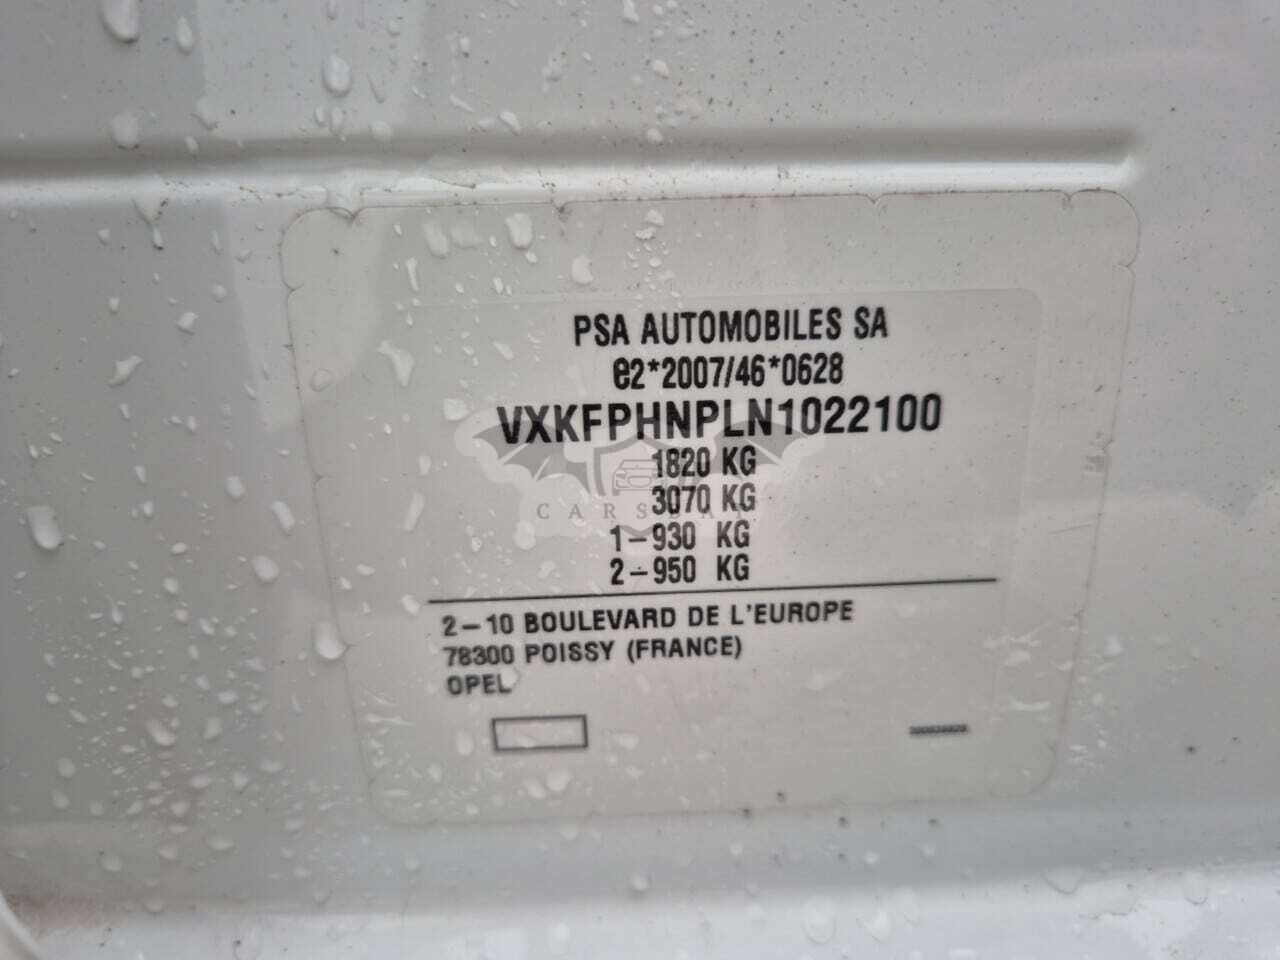 PSA AUTOMOBILES SA
e2*2007/46*0628
VXKFPHNPLN1022100
1820 KG
3070 KG
CARSBAT
1-930 KG
2-950 KG
2-10 BOULEVARD DE L'EUROPE
78300 POISSY (FRANCE)
OPEL